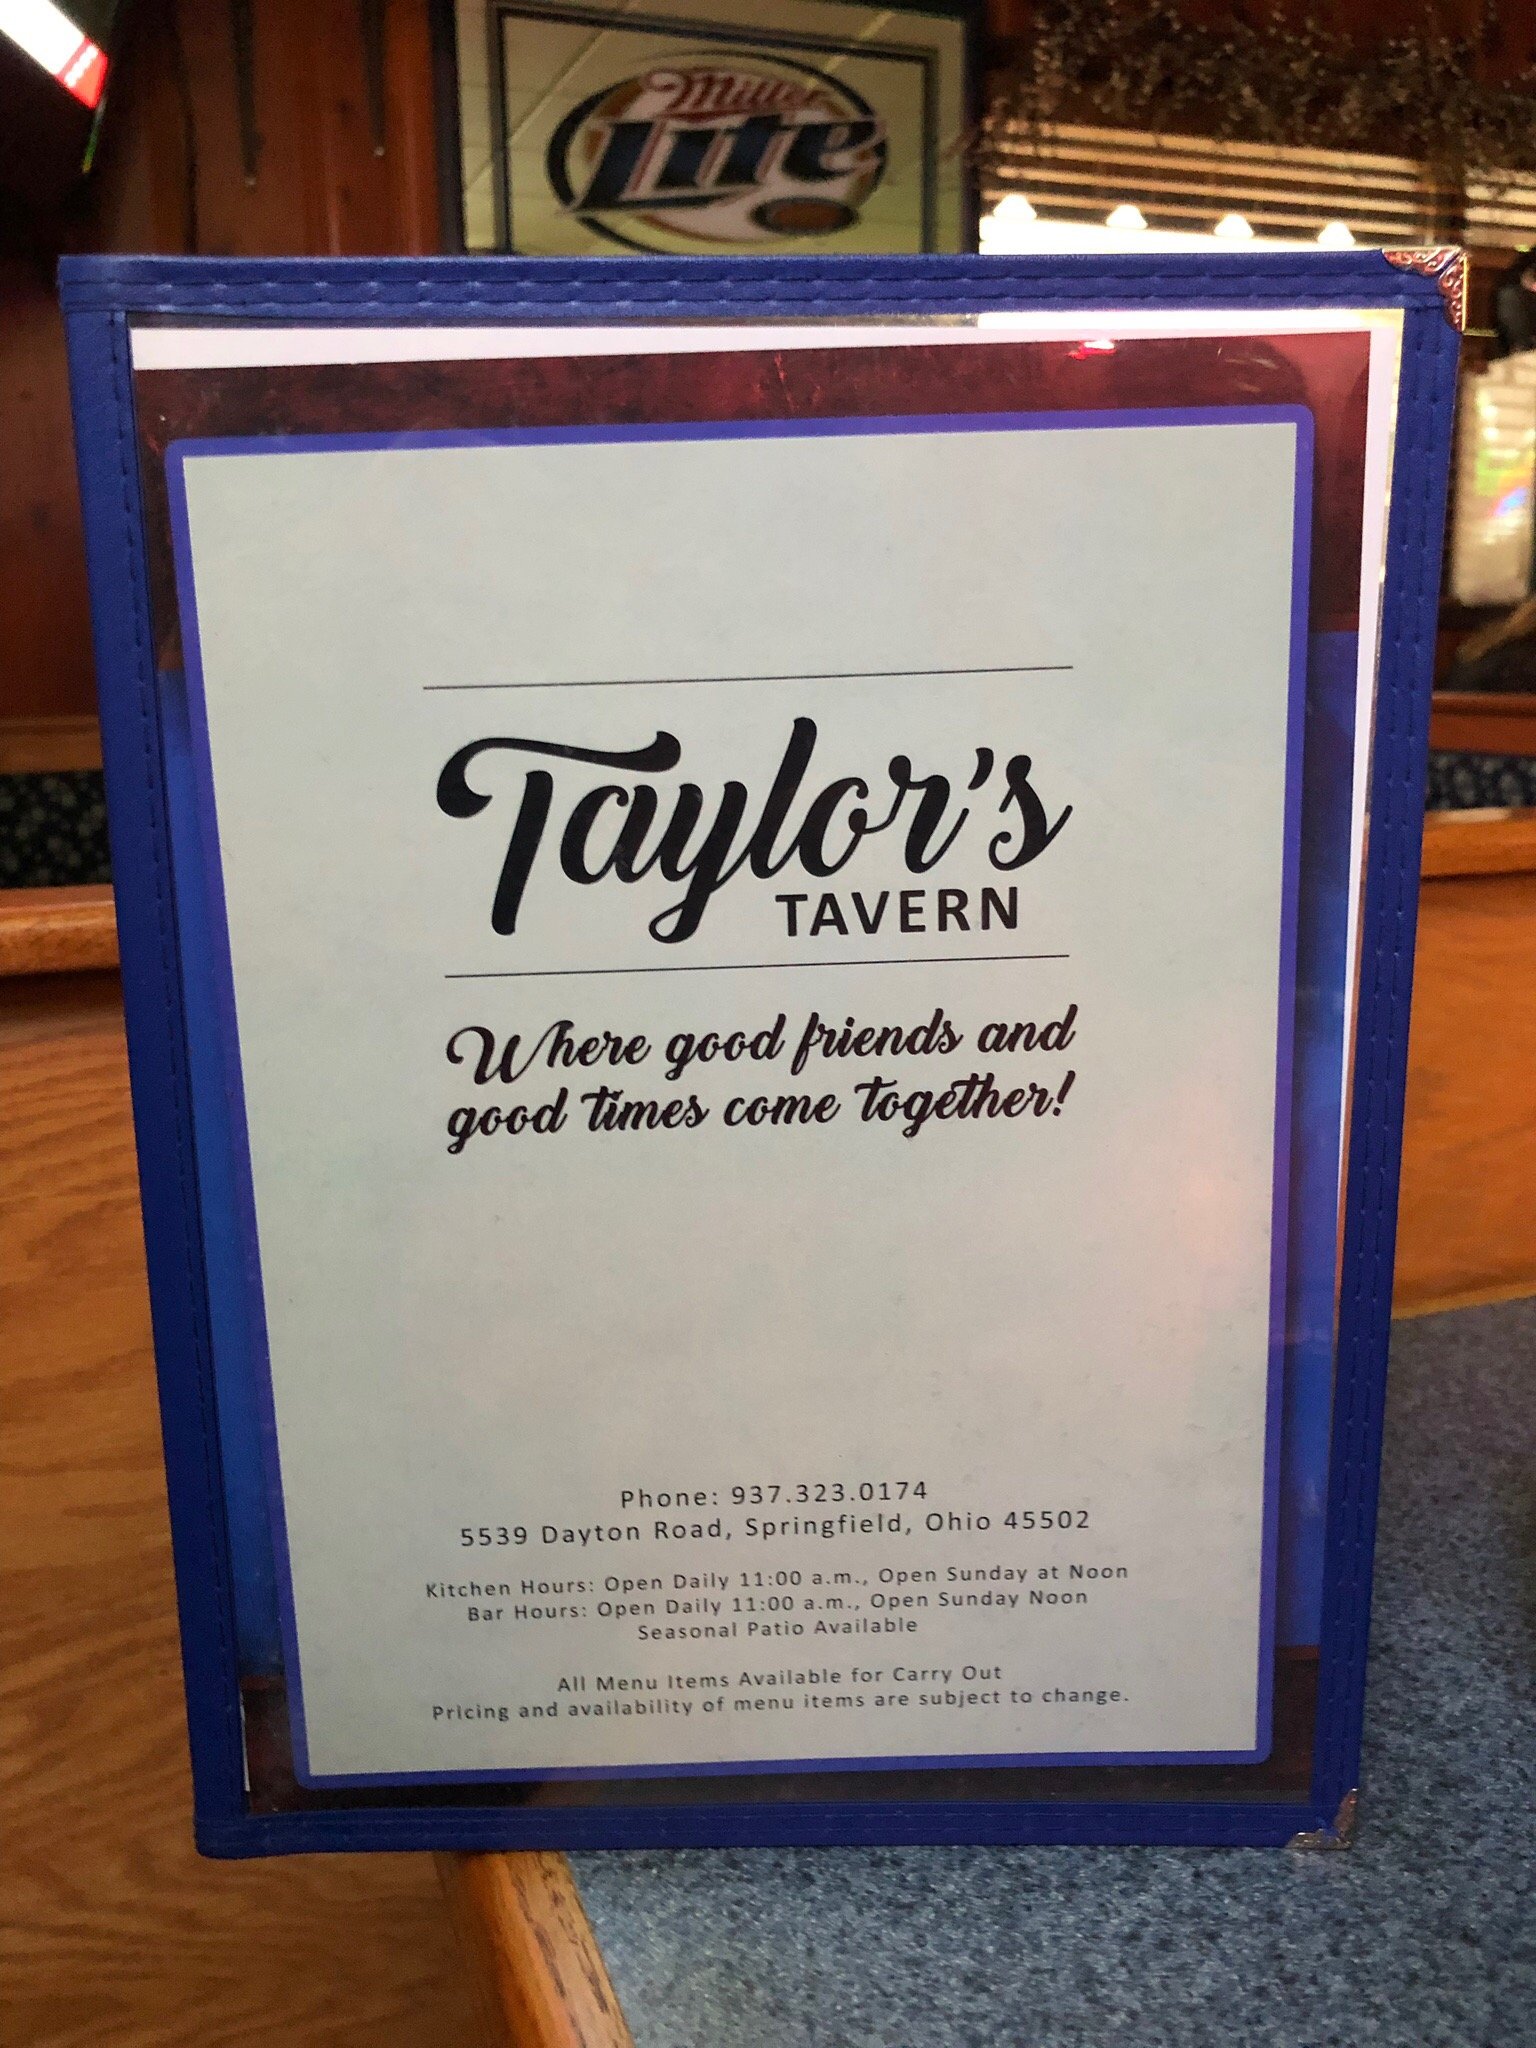 Miller
Lite
Taylor's
TAVERN
Where good friends and
good times come together!
Phone: 937.323.0174
5539 Dayton Road, Springfield, Ohio 45502
Kitchen Hours: Open Daily 11:00 a.m., Open Sunday at Noon
Bar Hours: Open Daily 11:00 a.m., Open Sunday Noon
Seasonal Patio Available
All Menu Items Available for Carry Out
Pricing and availability of menu items are subject to change.